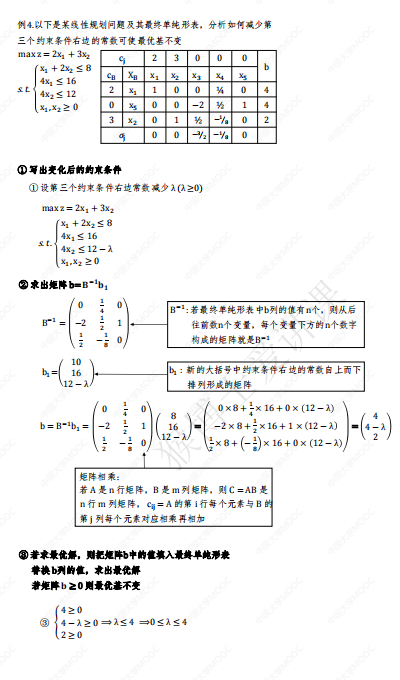 例4.以下是某线性规划问题及其最终单纯形表，分析如何减少第
三个约束条件右边的常数可使最优基不变
max z = 2x₁ + 3x₂
s.t. { x₁ + 2x₂ ≤ 8
4x₁ ≤ 16
4x₂ ≤ 12
x₁, x₂ ≥ 0
cⱼ 2 3 0 0 0 b
c_B X_B x₁ x₂ x₃ x₄ x₅
2 x₁ 1 0 0 ¼ 0 4
0 x₅ 0 0 −2 ½ 1 4
3 x₂ 0 1 ½ −¹/₈ 0 2
σⱼ 0 0 −³/₂ −¹/₈ 0
① 写出变化后的约束条件
① 设第三个约束条件右边常数减少 λ (λ ≥ 0)
max z = 2x₁ + 3x₂
s.t. { x₁ + 2x₂ ≤ 8
4x₁ ≤ 16
4x₂ ≤ 12 − λ
x₁, x₂ ≥ 0
② 求出矩阵 b=B⁻¹b₁
B⁻¹ = ( 0 1/4 0
−2 1/2 1
1/2 −1/8 0 )
B⁻¹：若最终单纯形表中b列的值有n个，则从后
往前数n个变量，每个变量下方的n个数字
构成的矩阵就是B⁻¹
b₁ = ( 10
16
12 − λ )
b₁：新的大括号中约束条件右边的常数自上而下
排列形成的矩阵
b = B⁻¹b₁ = ( 0 1/4 0
−2 1/2 1
1/2 −1/8 0 ) ( 8
16
12 − λ ) = ( 0 × 8 + 1/4 × 16 + 0 × (12 − λ)
−2 × 8 + 1/2 × 16 + 1 × (12 − λ)
1/2 × 8 + (−1/8) × 16 + 0 × (12 − λ) ) = ( 4
4 − λ
2 )
矩阵相乘：
若 A 是 n 行矩阵，B 是 m 列矩阵，则 C = AB 是
n 行 m 列矩阵，cᵢⱼ = A 的第 i 行每个元素与 B 的
第 j 列每个元素对应相乘再相加
③ 若求最优解，则把矩阵b中的值填入最终单纯形表
替换 b列的值，求出最优解
若矩阵 b ≥ 0 则最优基不变
③ { 4 ≥ 0
4 − λ ≥ 0 ⟹ λ ≤ 4 ⟹ 0 ≤ λ ≤ 4
2 ≥ 0